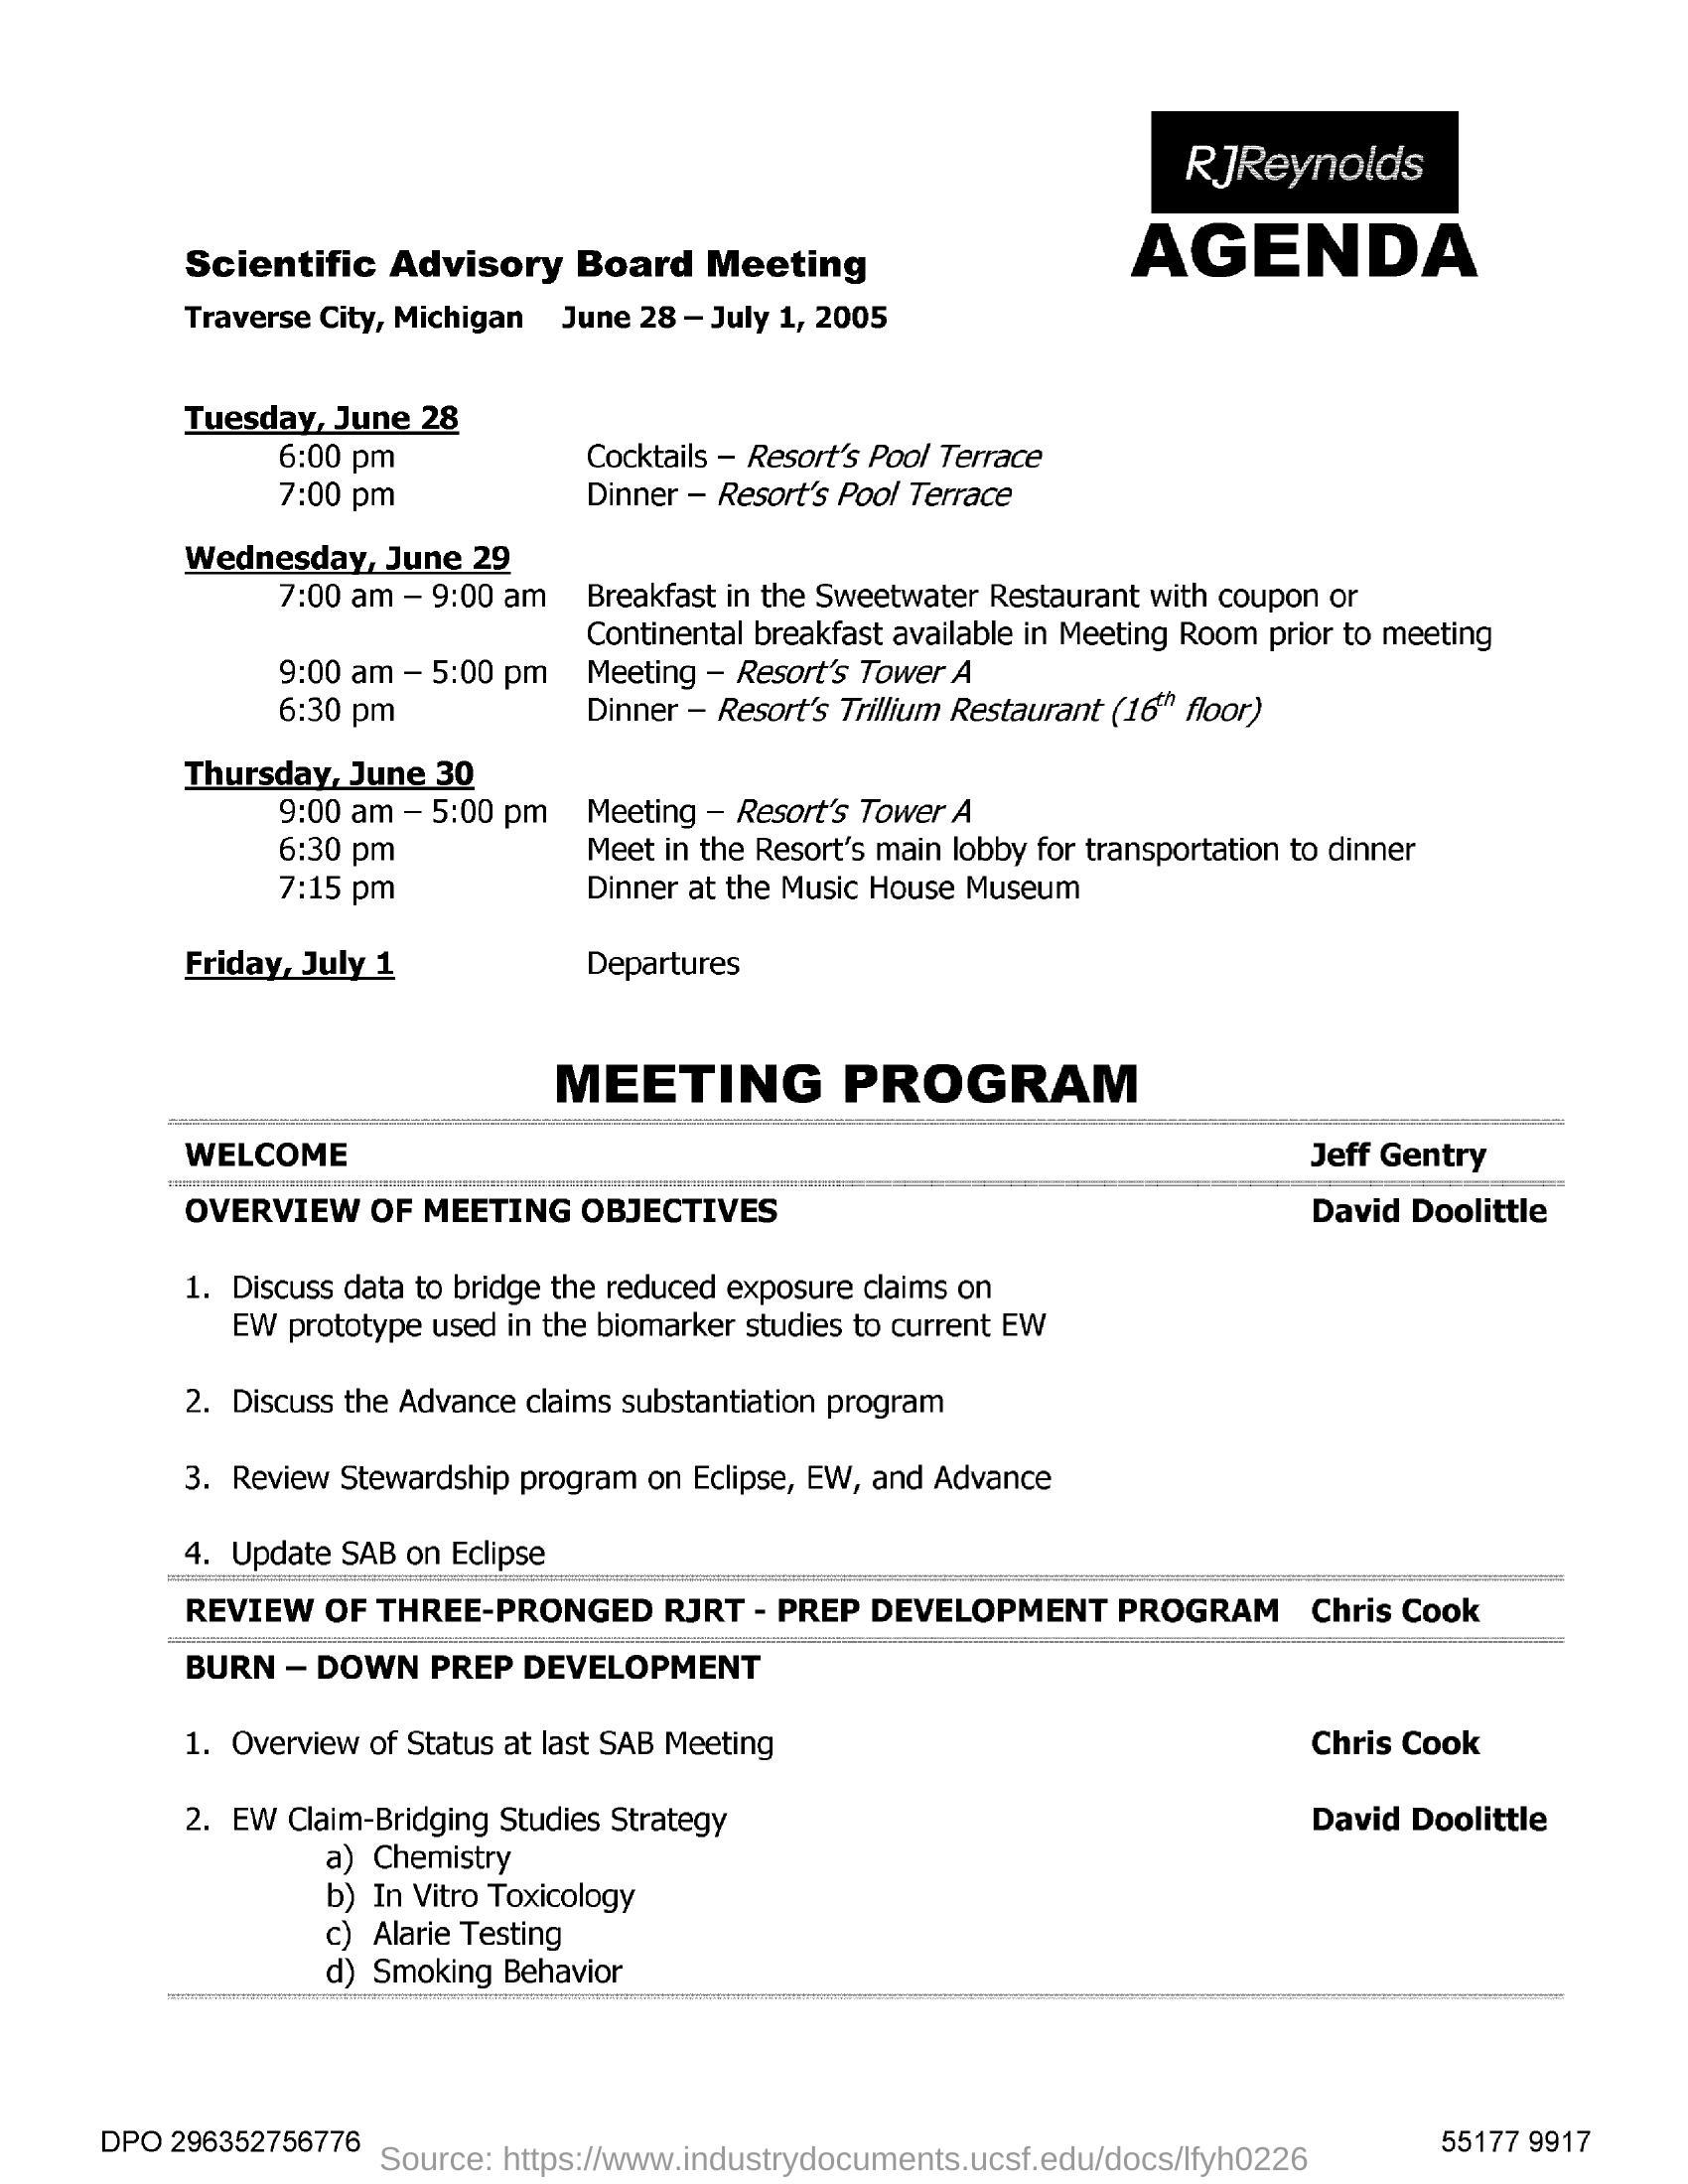 RJReynolds
AGENDA
Scientific Advisory Board Meeting
Traverse City, Michigan June 28 – July 1, 2005
Tuesday, June 28
6:00 pm Cocktails – Resort's Pool Terrace
7:00 pm Dinner – Resort's Pool Terrace
Wednesday, June 29
7:00 am – 9:00 am Breakfast in the Sweetwater Restaurant with coupon or
Continental breakfast available in Meeting Room prior to meeting
9:00 am – 5:00 pm Meeting – Resort's Tower A
6:30 pm Dinner – Resort's Trillium Restaurant (16th floor)
Thursday, June 30
9:00 am – 5:00 pm Meeting – Resort's Tower A
6:30 pm Meet in the Resort's main lobby for transportation to dinner
7:15 pm Dinner at the Music House Museum
Friday, July 1 Departures
MEETING PROGRAM
WELCOME Jeff Gentry
OVERVIEW OF MEETING OBJECTIVES David Doolittle
1. Discuss data to bridge the reduced exposure claims on
EW prototype used in the biomarker studies to current EW
2. Discuss the Advance claims substantiation program
3. Review Stewardship program on Eclipse, EW, and Advance
4. Update SAB on Eclipse
REVIEW OF THREE-PRONGED RJRT - PREP DEVELOPMENT PROGRAM Chris Cook
BURN – DOWN PREP DEVELOPMENT
1. Overview of Status at last SAB Meeting Chris Cook
2. EW Claim-Bridging Studies Strategy David Doolittle
a) Chemistry
b) In Vitro Toxicology
c) Alarie Testing
d) Smoking Behavior
DPO 296352756776
55177 9917
Source: https://www.industrydocuments.ucsf.edu/docs/lfyh0226